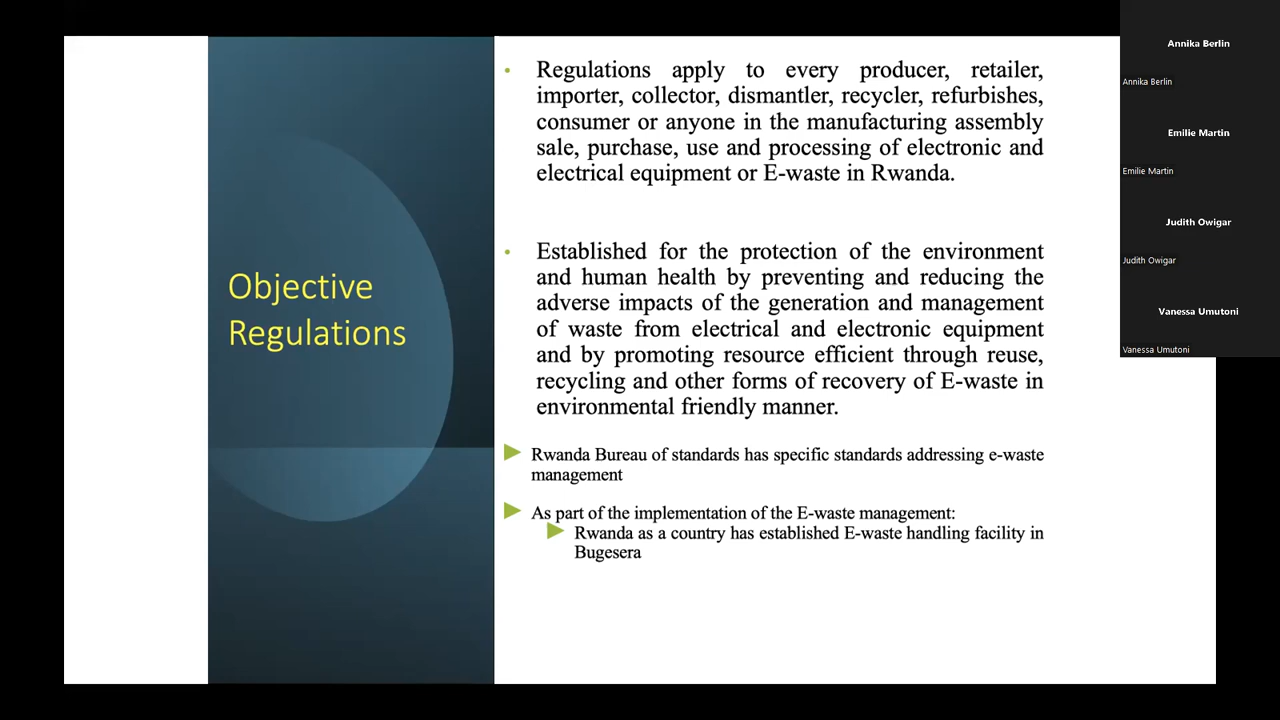 Objective
Regulations
• Regulations apply to every producer, retailer,
importer, collector, dismantler, recycler, refurbishes,
consumer or anyone in the manufacturing assembly
sale, purchase, use and processing of electronic and
electrical equipment or E-waste in Rwanda.
• Established for the protection of the environment
and human health by preventing and reducing the
adverse impacts of the generation and management
of waste from electrical and electronic equipment
and by promoting resource efficient through reuse,
recycling and other forms of recovery of E-waste in
environmental friendly manner.
Rwanda Bureau of standards has specific standards addressing e-waste
management
As part of the implementation of the E-waste management:
Rwanda as a country has established E-waste handling facility in
Bugesera
Annika Berlin
Annika Berlin
Emilie Martin
Emilie Martin
Judith Owigar
Judith Owigar
Vanessa Umutoni
Vanessa Umutoni